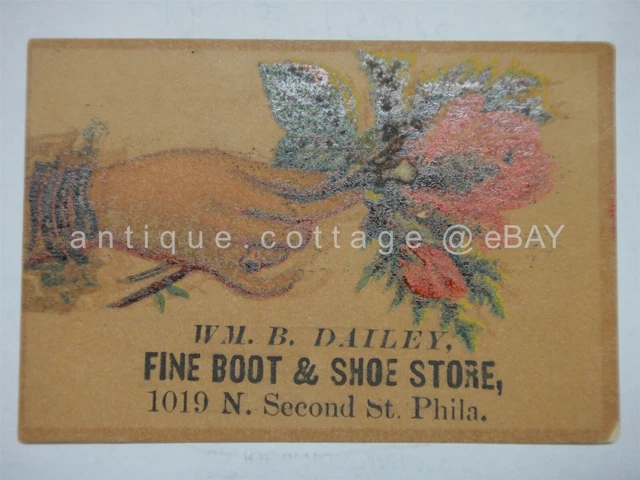 antique.cottage @ eBAY
WM. B. DAILEY,
FINE BOOT & SHOE STORE,
1019 N. Second St. Phila.